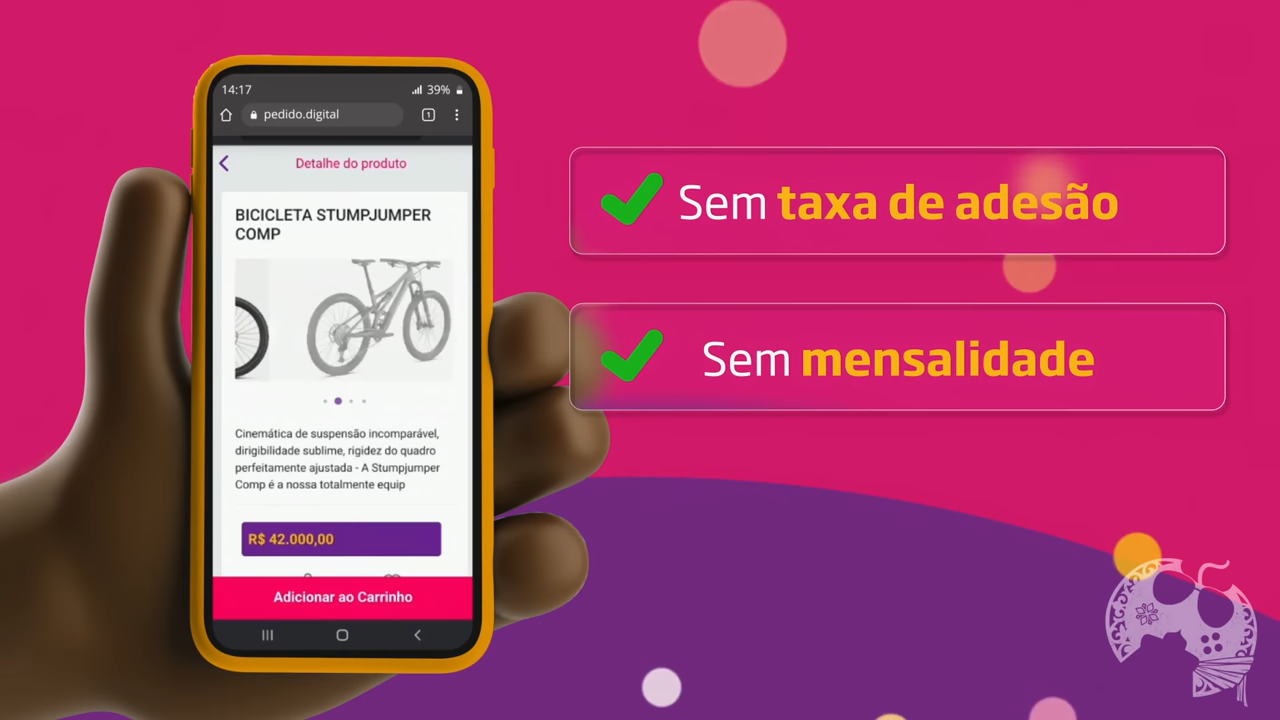 14:17
39%
pedido.digital
1
Detalhe do produto
BICICLETA STUMPJUMPER
COMP
Cinemática de suspensão incomparável,
dirigibilidade sublime, rigidez do quadro
perfeitamente ajustada - A Stumpjumper
Comp é a nossa totalmente equip
R$ 42.000,00
Adicionar ao Carrinho
Sem taxa de adesão
Sem mensalidade